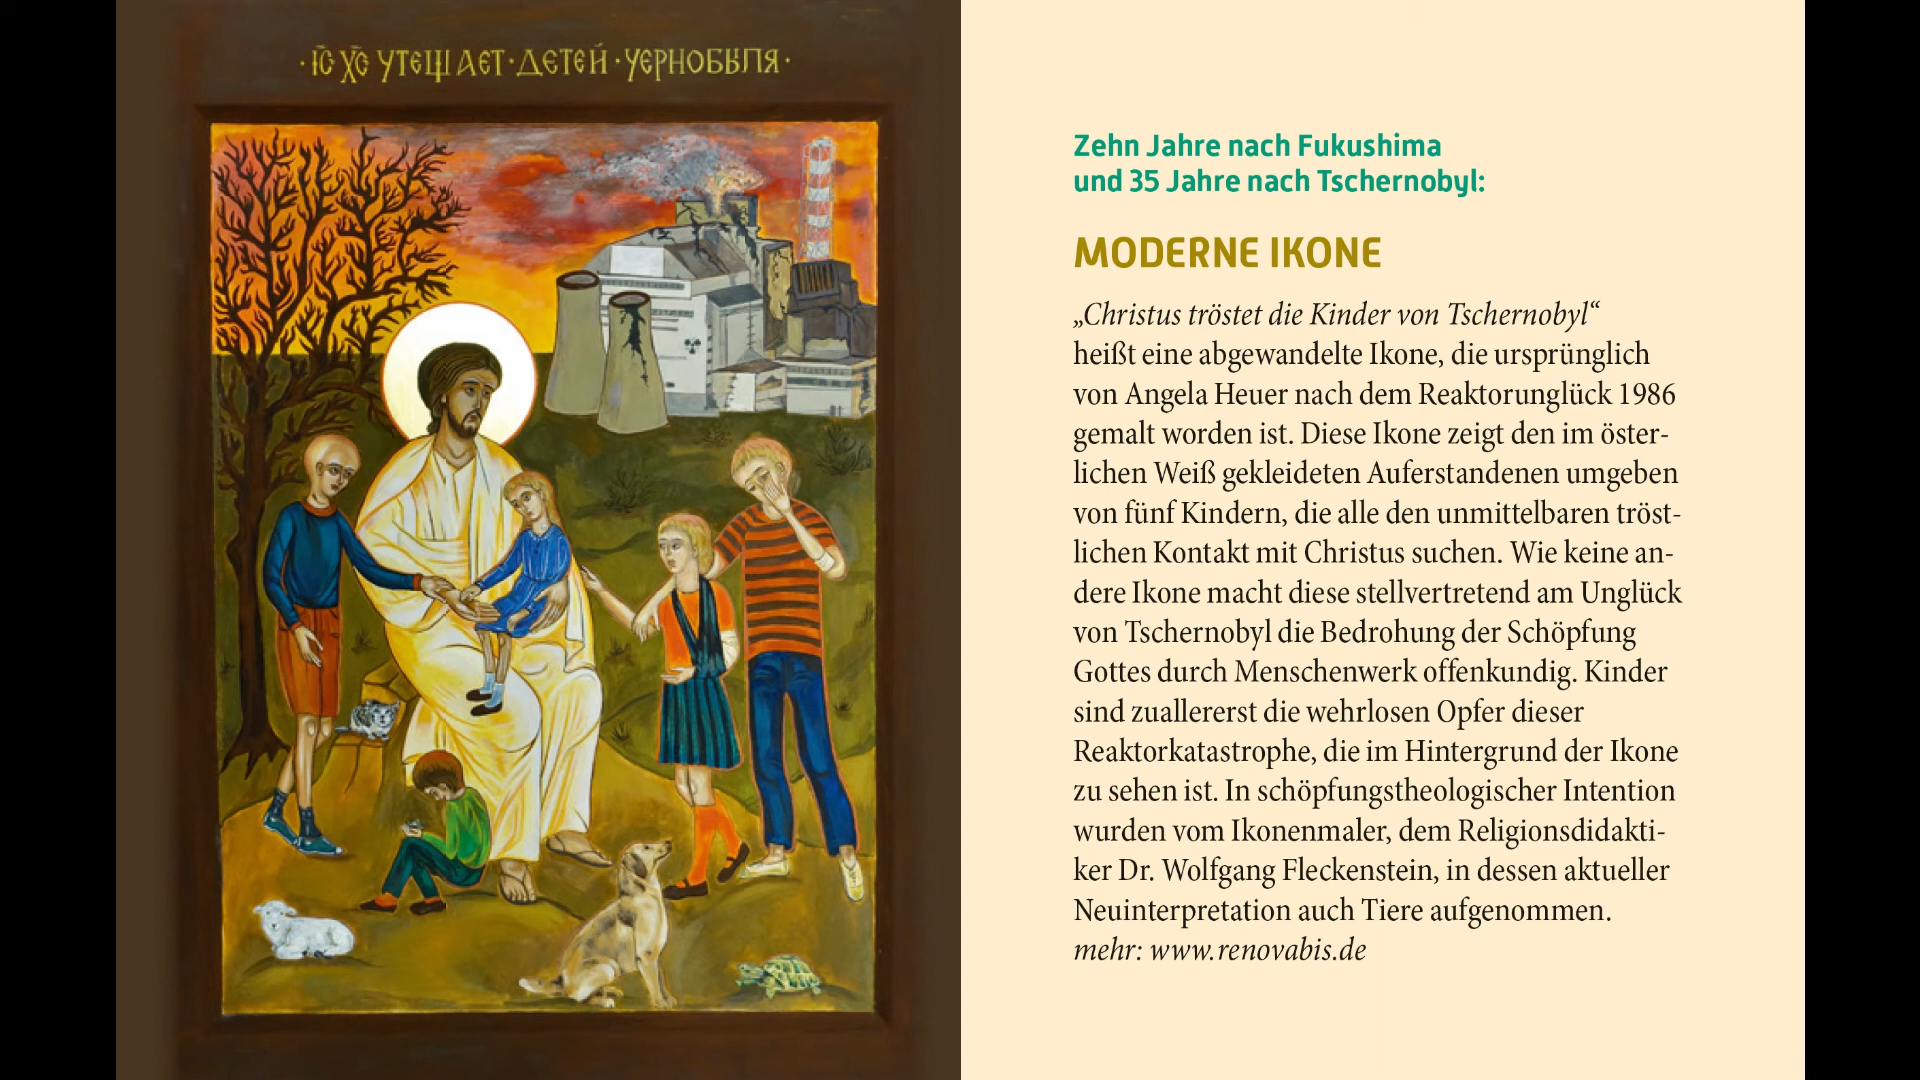 · І҃С Х҃С УТЕШАЕТ · ДЕТЕЙ · ЧЕРНОБЫЛЯ ·
Zehn Jahre nach Fukushima
und 35 Jahre nach Tschernobyl:
MODERNE IKONE
„Christus tröstet die Kinder von Tschernobyl“
heißt eine abgewandelte Ikone, die ursprünglich
von Angela Heuer nach dem Reaktorunglück 1986
gemalt worden ist. Diese Ikone zeigt den im öster-
lichen Weiß gekleideten Auferstandenen umgeben
von fünf Kindern, die alle den unmittelbaren tröst-
lichen Kontakt mit Christus suchen. Wie keine an-
dere Ikone macht diese stellvertretend am Unglück
von Tschernobyl die Bedrohung der Schöpfung
Gottes durch Menschenwerk offenkundig. Kinder
sind zuallererst die wehrlosen Opfer dieser
Reaktorkatastrophe, die im Hintergrund der Ikone
zu sehen ist. In schöpfungstheologischer Intention
wurden vom Ikonenmaler, dem Religionsdidakti-
ker Dr. Wolfgang Fleckenstein, in dessen aktueller
Neuinterpretation auch Tiere aufgenommen.
mehr: www.renovabis.de